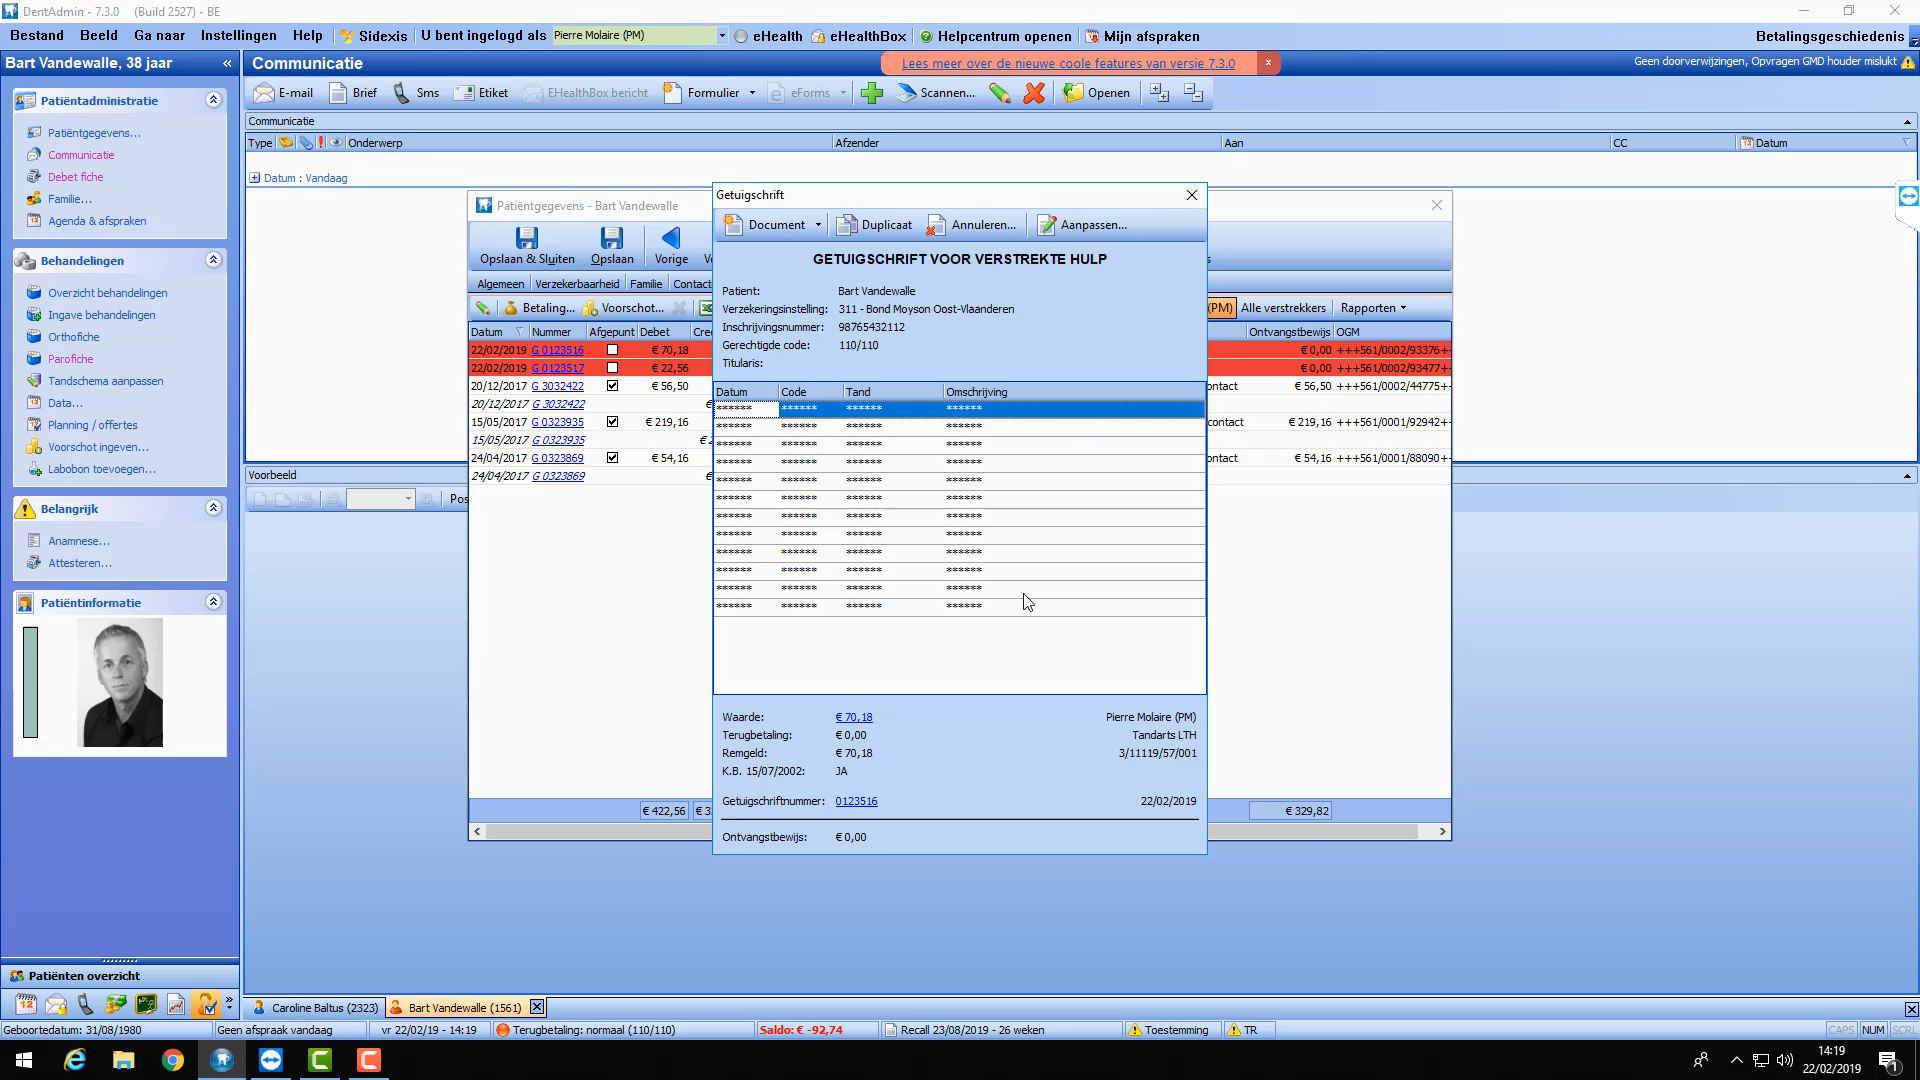 DentAdmin - 7.3.0 (Build 2527) - BE
Bestand Beeld Ga naar Instellingen Help Sidexis U bent ingelogd als Pierre Molaire (PM) eHealth eHealthBox Helpcentrum openen Mijn afspraken Betalingsgeschiedenis
Bart Vandewalle, 38 jaar « Communicatie Lees meer over de nieuwe coole features van versie 7.3.0 x Geen doorverwijzingen, Opvragen GMD houder mislukt
E-mail Brief Sms Etiket EHealthBox bericht Formulier eForms Scannen... Openen
Communicatie
Type Onderwerp Afzender Aan CC Datum
Datum : Vandaag
Patiëntadministratie
Patiëntgegevens...
Communicatie
Debet fiche
Familie...
Agenda & afspraken
Behandelingen
Overzicht behandelingen
Ingave behandelingen
Orthofiche
Parofiche
Tandschema aanpassen
Data...
Planning / offertes
Voorschot ingeven...
Labobon toevoegen...
Belangrijk
Anamnese...
Attesteren...
Patiëntinformatie
Voorbeeld
Pos
Patiëntgegevens - Bart Vandewalle
Opslaan & Sluiten Opslaan Vorige
Algemeen Verzekerbaarheid Familie Contact
Betaling... Voorschot... (PM) Alle verstrekkers Rapporten
Datum Nummer Afgepunt Debet Cre Ontvangstbewijs OGM
22/02/2019 G 0123516 € 70,18 € 0,00 +++561/0002/93376+
22/02/2019 G 0123517 € 22,56 € 0,00 +++561/0002/93477+
20/12/2017 G 3032422 € 56,50 ontact € 56,50 +++561/0002/44775+
20/12/2017 G 3032422 €
15/05/2017 G 0323935 € 219,16 contact € 219,16 +++561/0001/92942+
15/05/2017 G 0323935 € 2
24/04/2017 G 0323869 € 54,16 ontact € 54,16 +++561/0001/88090+
24/04/2017 G 0323869 €
€ 422,56 € 3 € 329,82
Getuigschrift
Document Duplicaat Annuleren... Aanpassen...
GETUIGSCHRIFT VOOR VERSTREKTE HULP
Patient: Bart Vandewalle
Verzekeringsinstelling: 311 - Bond Moyson Oost-Vlaanderen
Inschrijvingsnummer: 98765432112
Gerechtigde code: 110/110
Titularis:
Datum Code Tand Omschrijving
****** ****** ****** ******
****** ****** ****** ******
****** ****** ****** ******
****** ****** ****** ******
****** ****** ****** ******
****** ****** ****** ******
****** ****** ****** ******
****** ****** ****** ******
****** ****** ****** ******
****** ****** ****** ******
****** ****** ****** ******
****** ****** ****** ******
Waarde: € 70,18 Pierre Molaire (PM)
Terugbetaling: € 0,00 Tandarts LTH
Remgeld: € 70,18 3/11119/57/001
K.B. 15/07/2002: JA
Getuigschriftnummer: 0123516 22/02/2019
Ontvangstbewijs: € 0,00
Patiënten overzicht
Caroline Baltus (2323) Bart Vandewalle (1561)
Geboortedatum: 31/08/1980 Geen afspraak vandaag vr 22/02/19 - 14:19 Terugbetaling: normaal (110/110) Saldo: € -92,74 Recall 23/08/2019 - 26 weken Toestemming TR CAPS NUM SCRL
14:19
22/02/2019
1